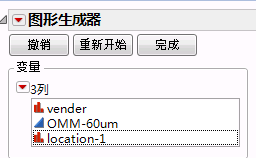 图形生成器
撤销 重新开始 完成
变量
3列
vender
OMM-60um
location-1